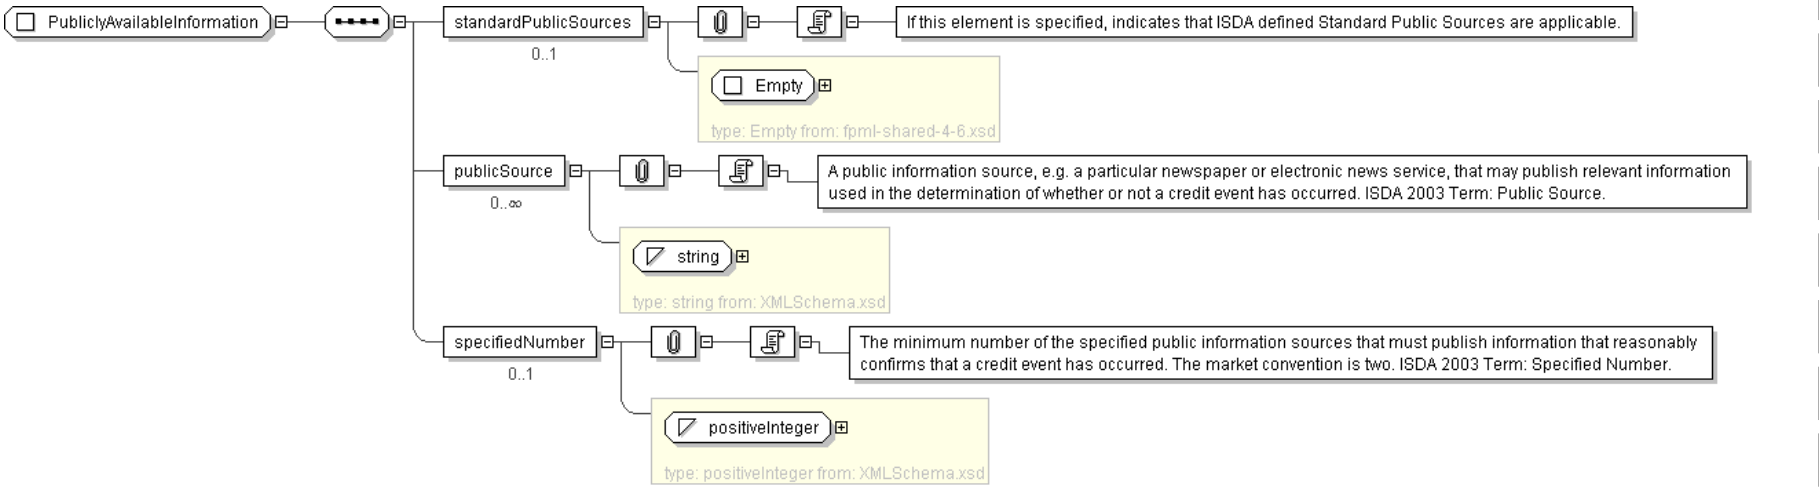 PubliclyAvailableInformation
standardPublicSources
If this element is specified, indicates that ISDA defined Standard Public Sources are applicable.
0..1
Empty
type: Empty from: fpml-shared-4-6.xsd
publicSource
A public information source, e.g. a particular newspaper or electronic news service, that may publish relevant information
used in the determination of whether or not a credit event has occurred. ISDA 2003 Term: Public Source.
0..∞
string
type: string from: XMLSchema.xsd
specifiedNumber
The minimum number of the specified public information sources that must publish information that reasonably
confirms that a credit event has occurred. The market convention is two. ISDA 2003 Term: Specified Number.
0..1
positiveInteger
type: positiveInteger from: XMLSchema.xsd